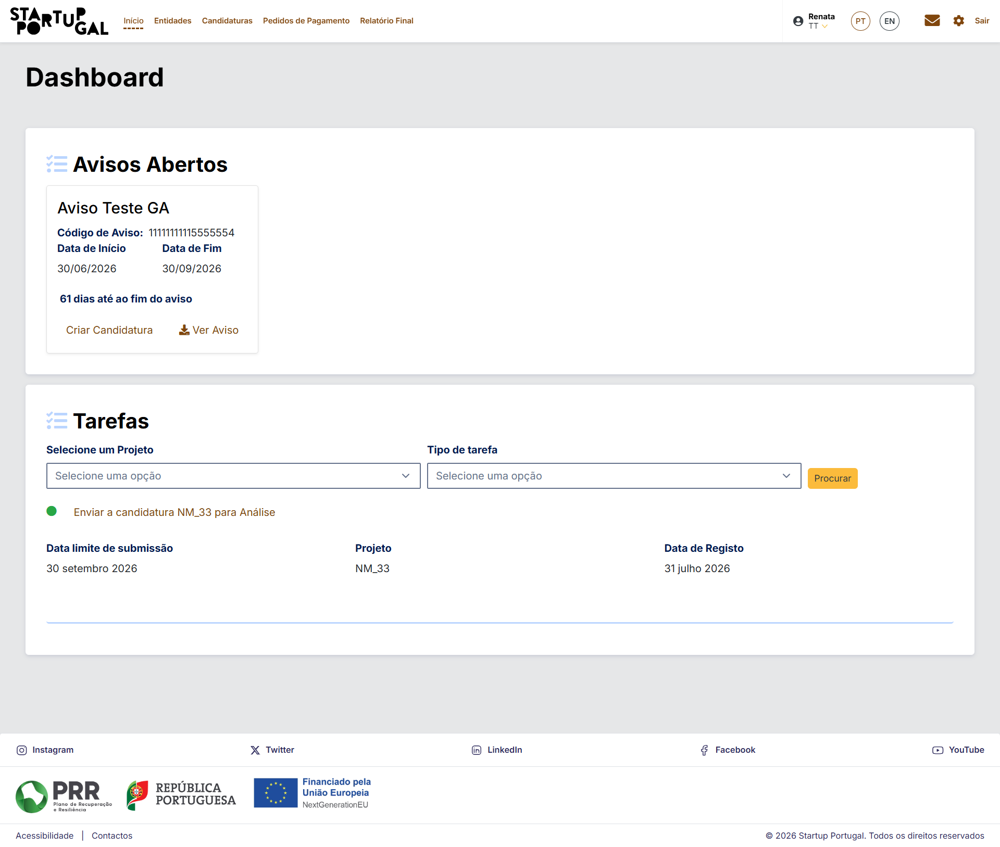 STARTUP
PORTUGAL
Início
Entidades
Candidaturas
Pedidos de Pagamento
Relatório Final
Renata
TT
PT
EN
Sair
Dashboard
Avisos Abertos
Aviso Teste GA
Código de Aviso: 11111111115555554
Data de Início
Data de Fim
30/06/2026
30/09/2026
61 dias até ao fim do aviso
Criar Candidatura
Ver Aviso
Tarefas
Selecione um Projeto
Tipo de tarefa
Selecione uma opção
Selecione uma opção
Procurar
Enviar a candidatura NM_33 para Análise
Data limite de submissão
Projeto
Data de Registo
30 setembro 2026
NM_33
31 julho 2026
Instagram
Twitter
LinkedIn
Facebook
YouTube
PRR
Plano de Recuperação
e Resiliência
REPÚBLICA
PORTUGUESA
Financiado pela
União Europeia
NextGenerationEU
Acessibilidade | Contactos
© 2026 Startup Portugal. Todos os direitos reservados